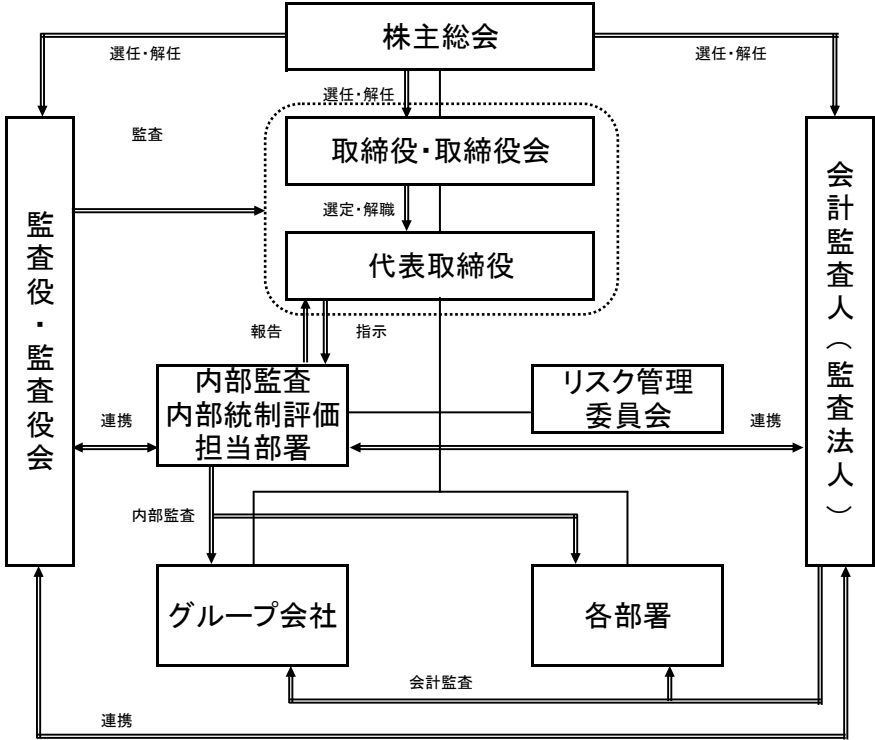 株主総会
選任・解任
選任・解任
選任・解任
監査
取締役・取締役会
選定・解職
代表取締役
監査役・監査役会
会計監査人（監査法人）
報告
指示
内部監査
内部統制評価
担当部署
リスク管理
委員会
連携
連携
内部監査
グループ会社
各部署
会計監査
連携